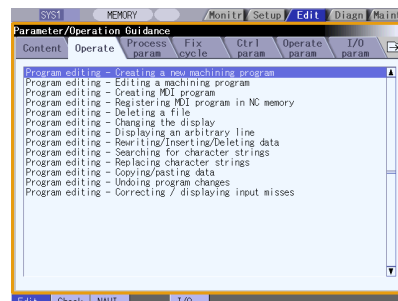 SYS1 MEMORY Monitr Setup Edit Diagn Maint
Parameter/Operation Guidance
Content Operate Process param Fix cycle Ctrl param Operate param I/O param
Program editing - Creating a new machining program
Program editing - Editing a machining program
Program editing - Creating MDI program
Program editing - Registering MDI program in NC memory
Program editing - Deleting a file
Program editing - Changing the display
Program editing - Displaying an arbitrary line
Program editing - Rewriting/Inserting/Deleting data
Program editing - Searching for character strings
Program editing - Replacing character strings
Program editing - Copying/pasting data
Program editing - Undoing program changes
Program editing - Correcting / displaying input misses
Edit Check NAVI I/O